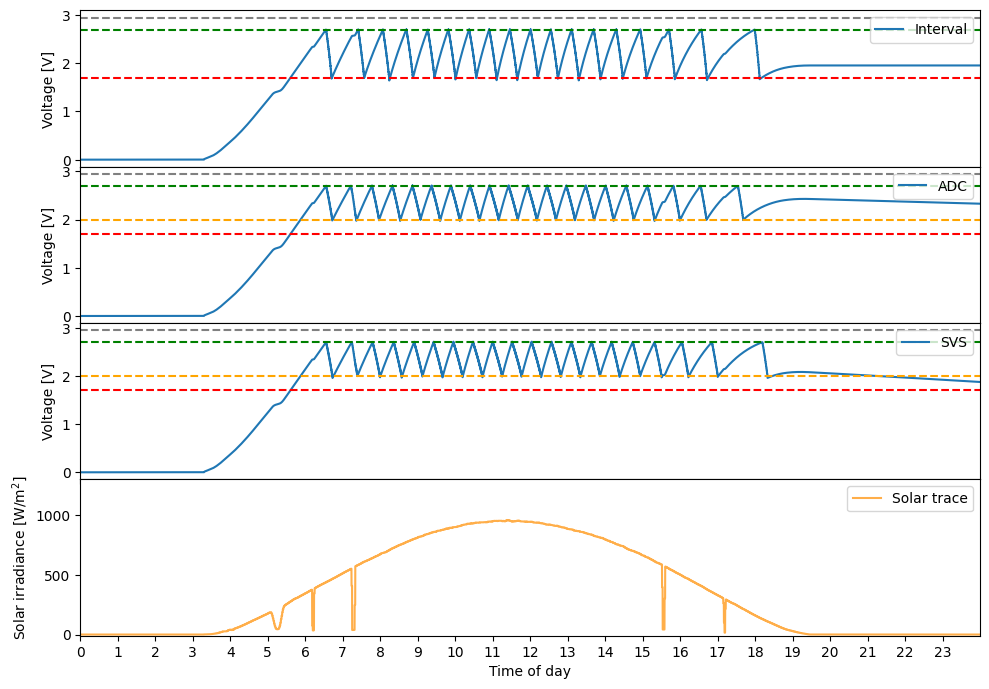 3
2
1
0
Voltage [V]
Interval
3
2
1
0
Voltage [V]
ADC
3
2
1
0
Voltage [V]
SVS
1000
500
0
Solar irradiance [W/m²]
Solar trace
0 1 2 3 4 5 6 7 8 9 10 11 12 13 14 15 16 17 18 19 20 21 22 23
Time of day